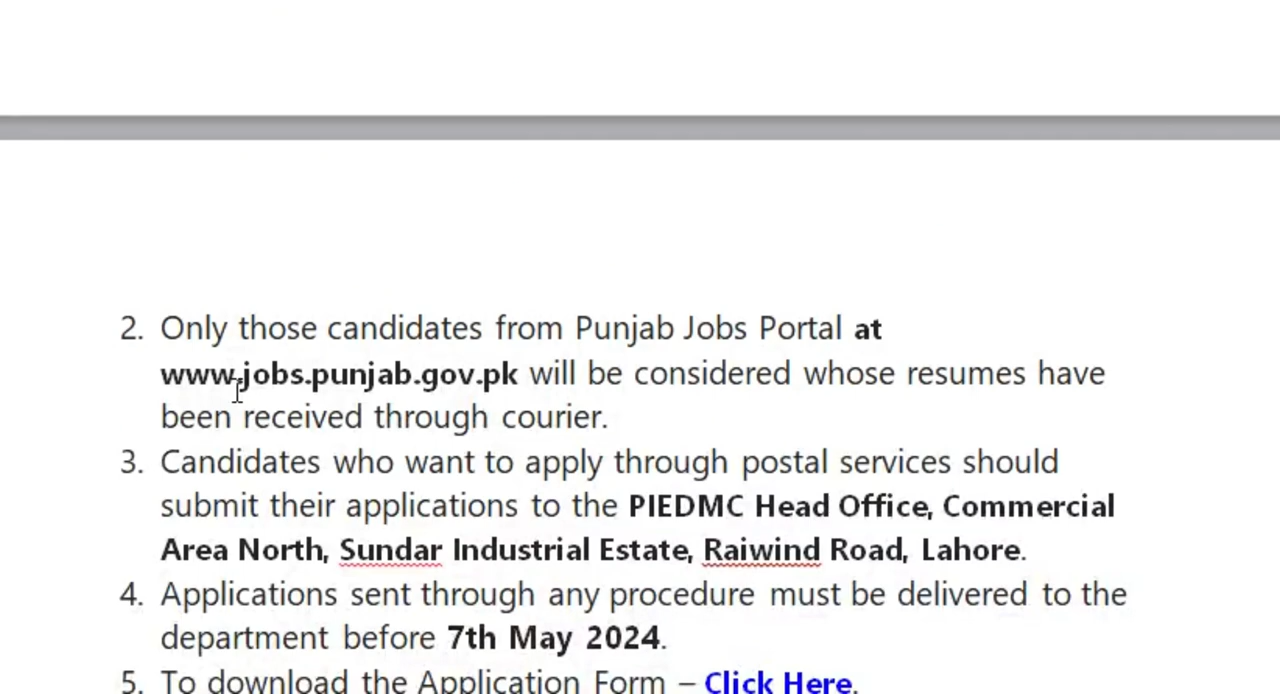 2. Only those candidates from Punjab Jobs Portal at
www.jobs.punjab.gov.pk will be considered whose resumes have
been received through courier.
3. Candidates who want to apply through postal services should
submit their applications to the PIEDMC Head Office, Commercial
Area North, Sundar Industrial Estate, Raiwind Road, Lahore.
4. Applications sent through any procedure must be delivered to the
department before 7th May 2024.
5. To download the Application Form – Click Here.